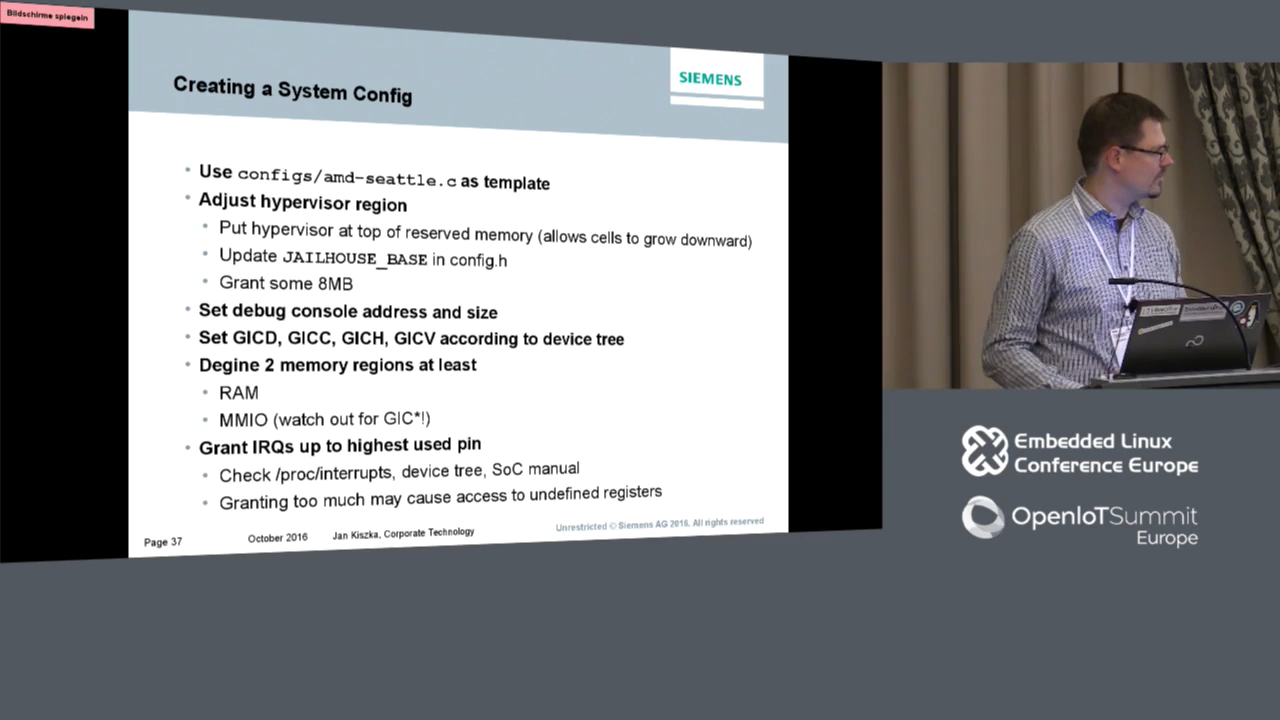 Bildschirme spiegeln
Creating a System Config
SIEMENS
Use configs/amd-seattle.c as template
Adjust hypervisor region
Put hypervisor at top of reserved memory (allows cells to grow downward)
Update JAILHOUSE_BASE in config.h
Grant some 8MB
Set debug console address and size
Set GICD, GICC, GICH, GICV according to device tree
Degine 2 memory regions at least
RAM
MMIO (watch out for GIC*!)
Grant IRQs up to highest used pin
Check /proc/interrupts, device tree, SoC manual
Granting too much may cause access to undefined registers
Unrestricted © Siemens AG 2016. All rights reserved
Page 37 October 2016 Jan Kiszka, Corporate Technology
Embedded Linux
Conference Europe
OpenIoTSummit
Europe